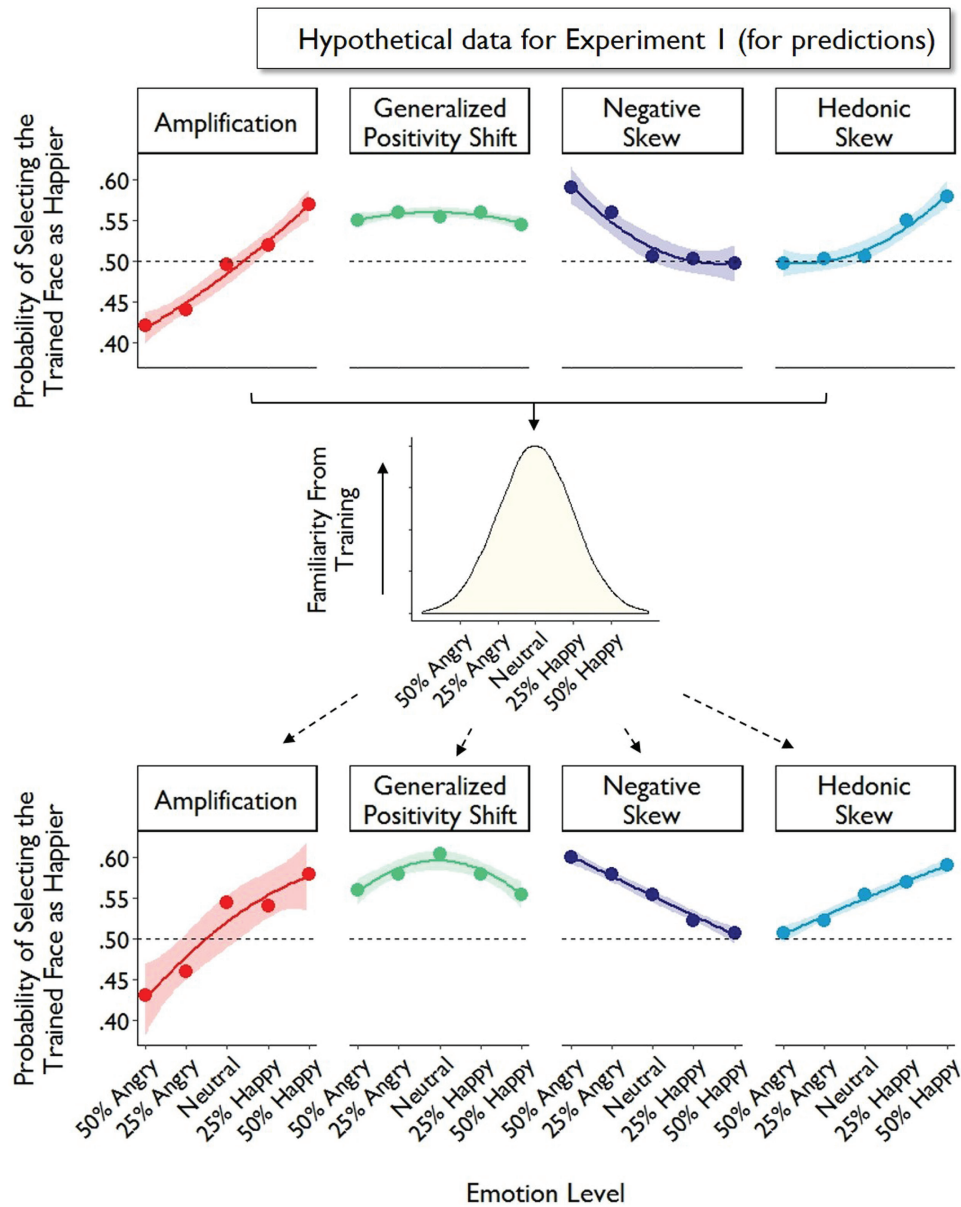 Hypothetical data for Experiment 1 (for predictions)
Amplification
Generalized
Positivity Shift
Negative
Skew
Hedonic
Skew
Probability of Selecting the
Trained Face as Happier
.60
.55
.50
.45
.40
Familiarity From
Training
50% Angry
25% Angry
Neutral
25% Happy
50% Happy
Amplification
Generalized
Positivity Shift
Negative
Skew
Hedonic
Skew
Probability of Selecting the
Trained Face as Happier
.60
.55
.50
.45
.40
50% Angry
25% Angry
Neutral
25% Happy
50% Happy
50% Angry
25% Angry
Neutral
25% Happy
50% Happy
50% Angry
25% Angry
Neutral
25% Happy
50% Happy
50% Angry
25% Angry
Neutral
25% Happy
50% Happy
Emotion Level